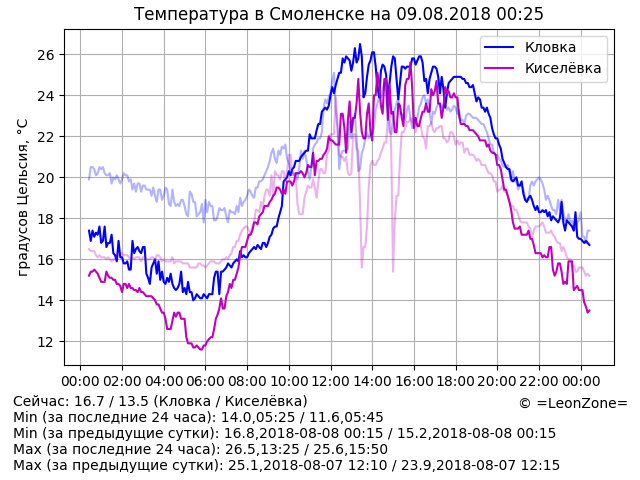 Температура в Смоленске на 09.08.2018 00:25
градусов Цельсия, °C
26
24
22
20
18
16
14
12
Кловка
Киселёвка
00:00 02:00 04:00 06:00 08:00 10:00 12:00 14:00 16:00 18:00 20:00 22:00 00:00
Сейчас: 16.7 / 13.5 (Кловка / Киселёвка)
© =LeonZone=
Min (за последние 24 часа): 14.0,05:25 / 11.6,05:45
Min (за предыдущие сутки): 16.8,2018-08-08 00:15 / 15.2,2018-08-08 00:15
Max (за последние 24 часа): 26.5,13:25 / 25.6,15:50
Max (за предыдущие сутки): 25.1,2018-08-07 12:10 / 23.9,2018-08-07 12:15